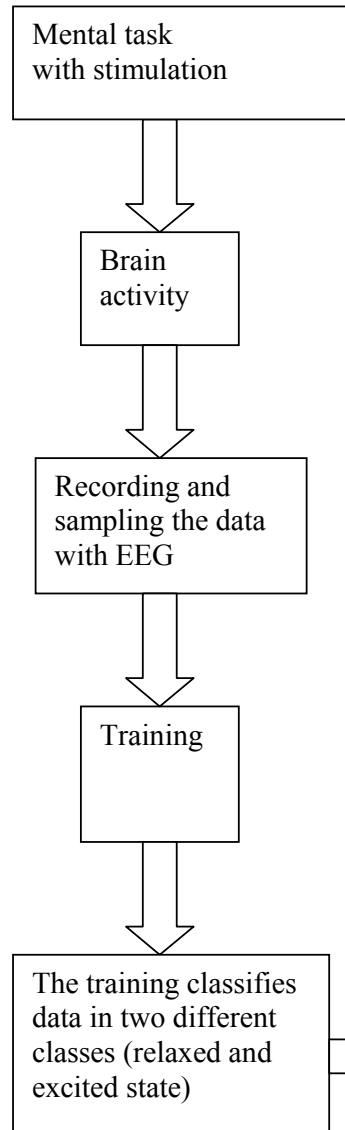 Mental task
with stimulation
Brain
activity
Recording and
sampling the data
with EEG
Training
The training classifies
data in two different
classes (relaxed and
excited state)